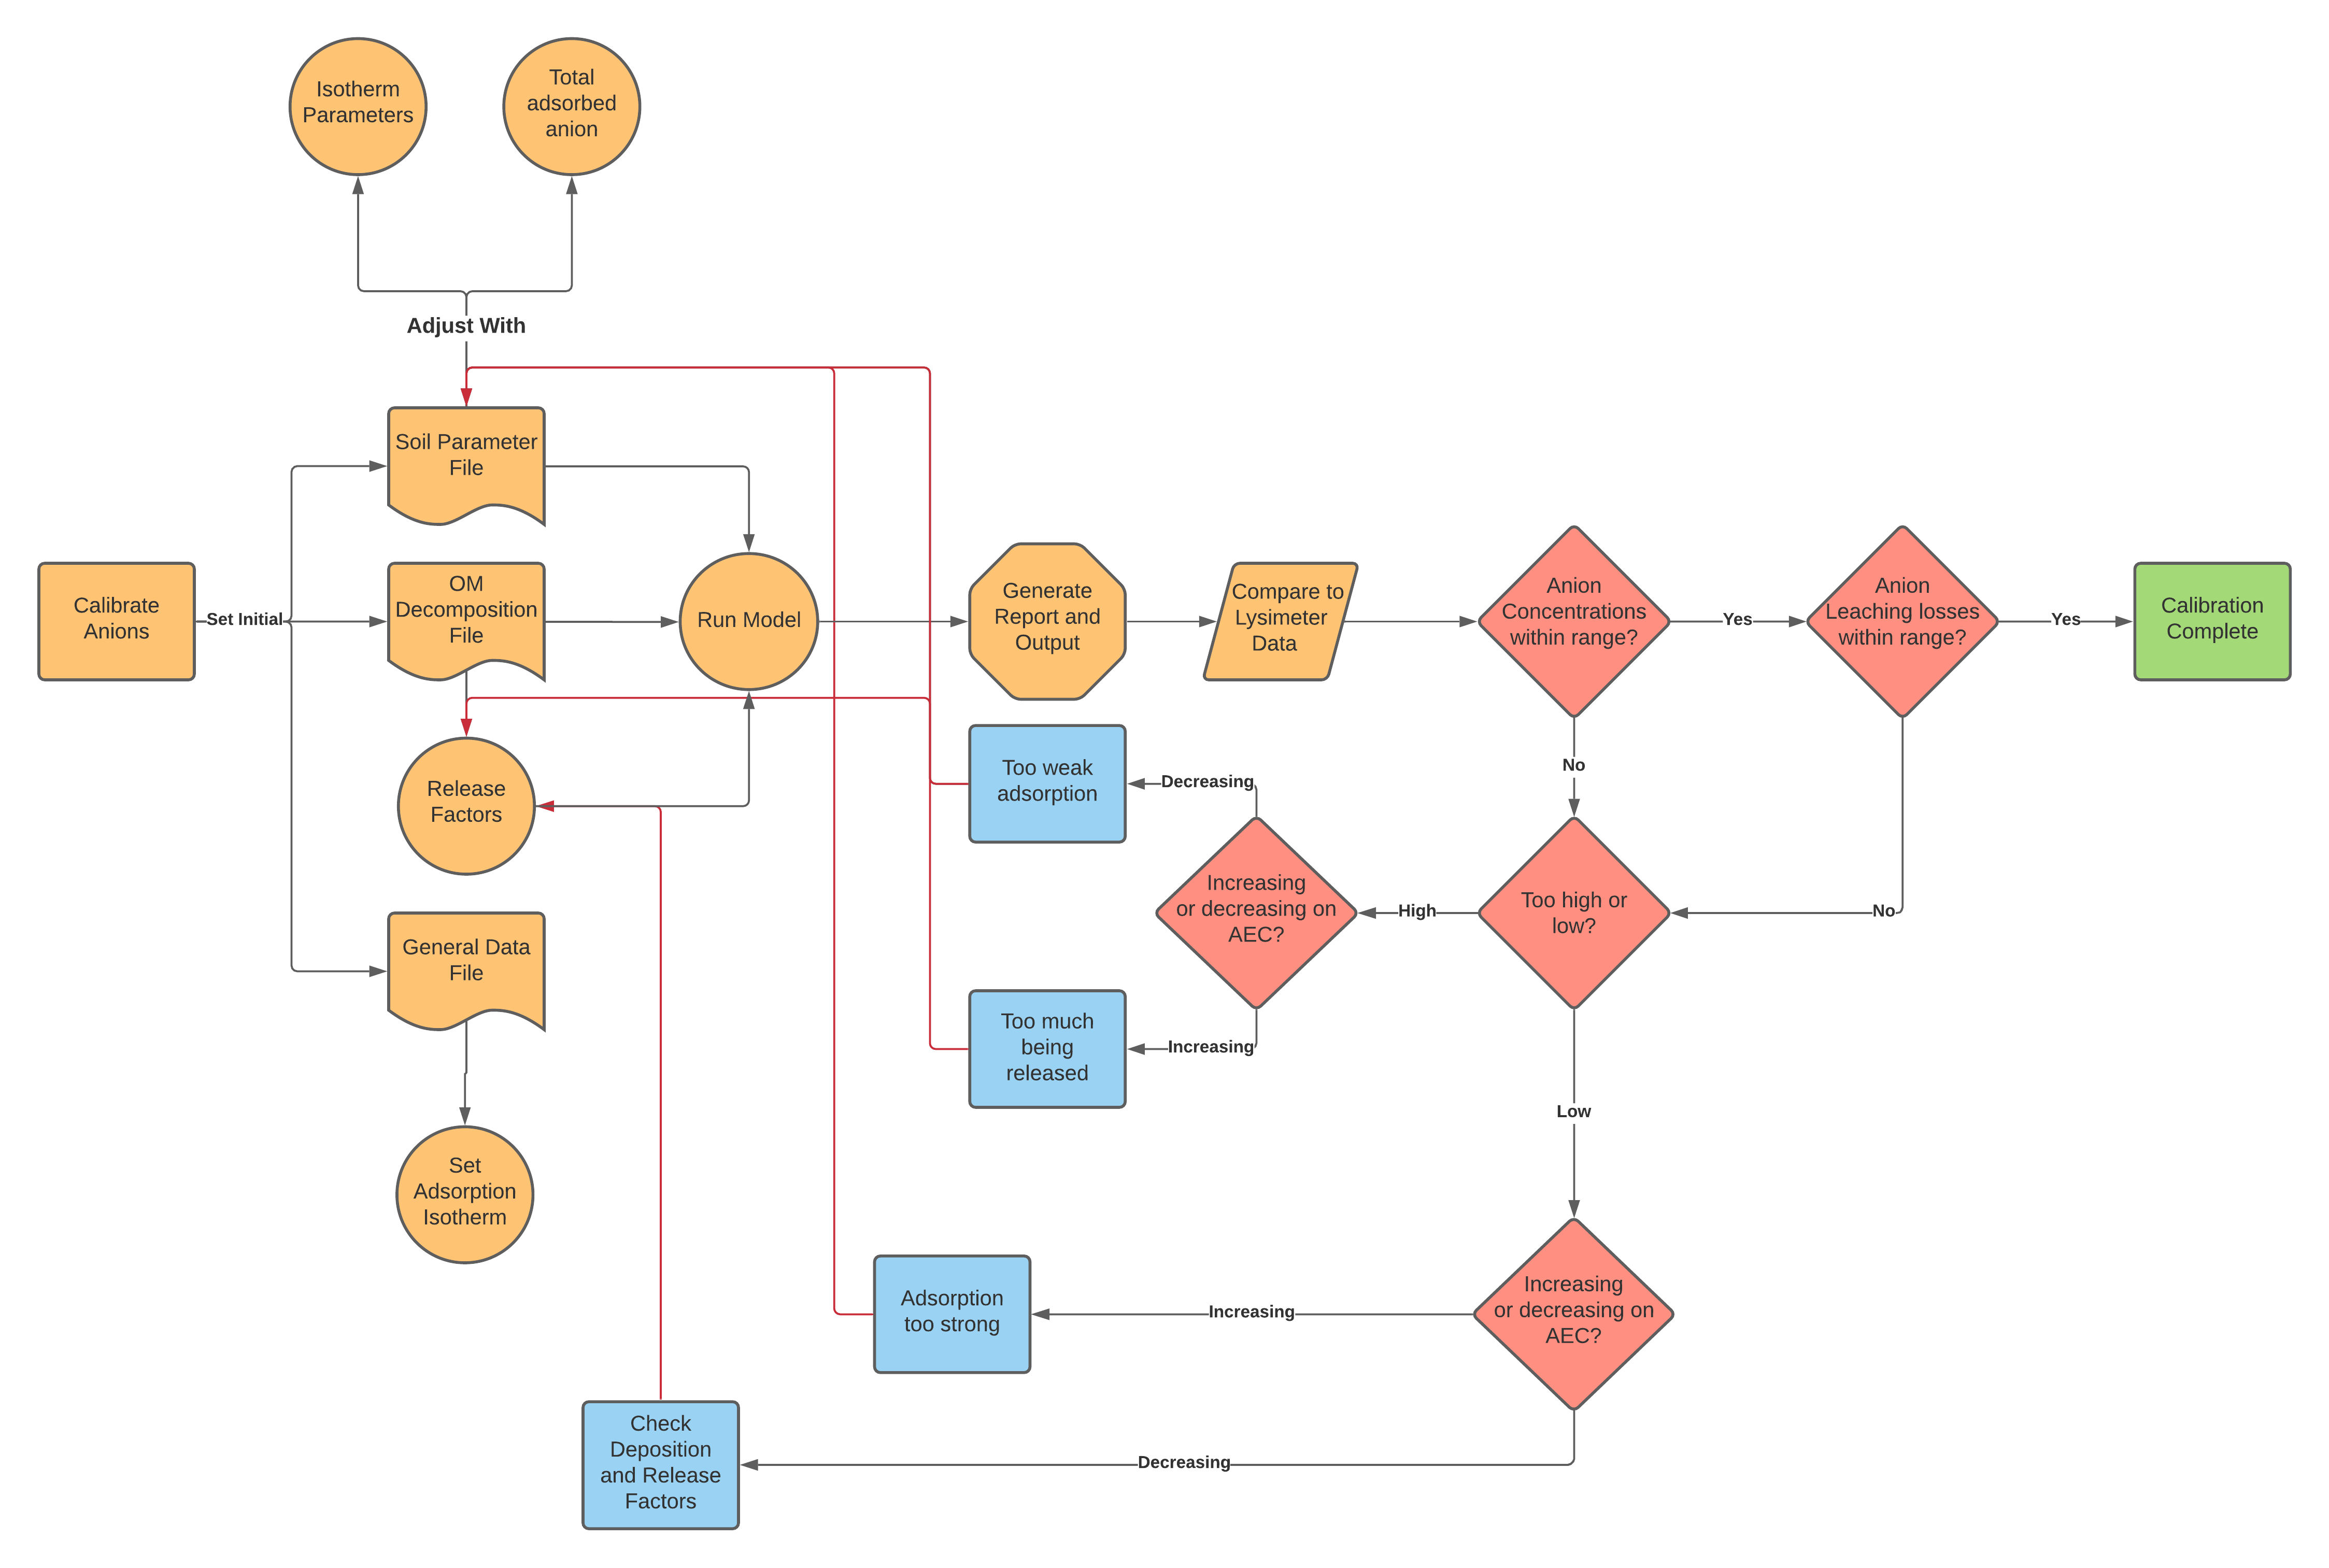 Isotherm
Parameters
Total
adsorbed
anion
Adjust With
Soil Parameter
File
Calibrate
Anions
Set Initial
OM
Decomposition
File
Run Model
Generate
Report and
Output
Compare to
Lysimeter
Data
Anion
Concentrations
within range?
Yes
Anion
Leaching losses
within range?
Yes
Calibration
Complete
Release
Factors
Too weak
adsorption
Decreasing
No
Increasing
or decreasing on
AEC?
High
Too high or
low?
No
General Data
File
Too much
being
released
Increasing
Low
Set
Adsorption
Isotherm
Adsorption
too strong
Increasing
Increasing
or decreasing on
AEC?
Check
Deposition
and Release
Factors
Decreasing